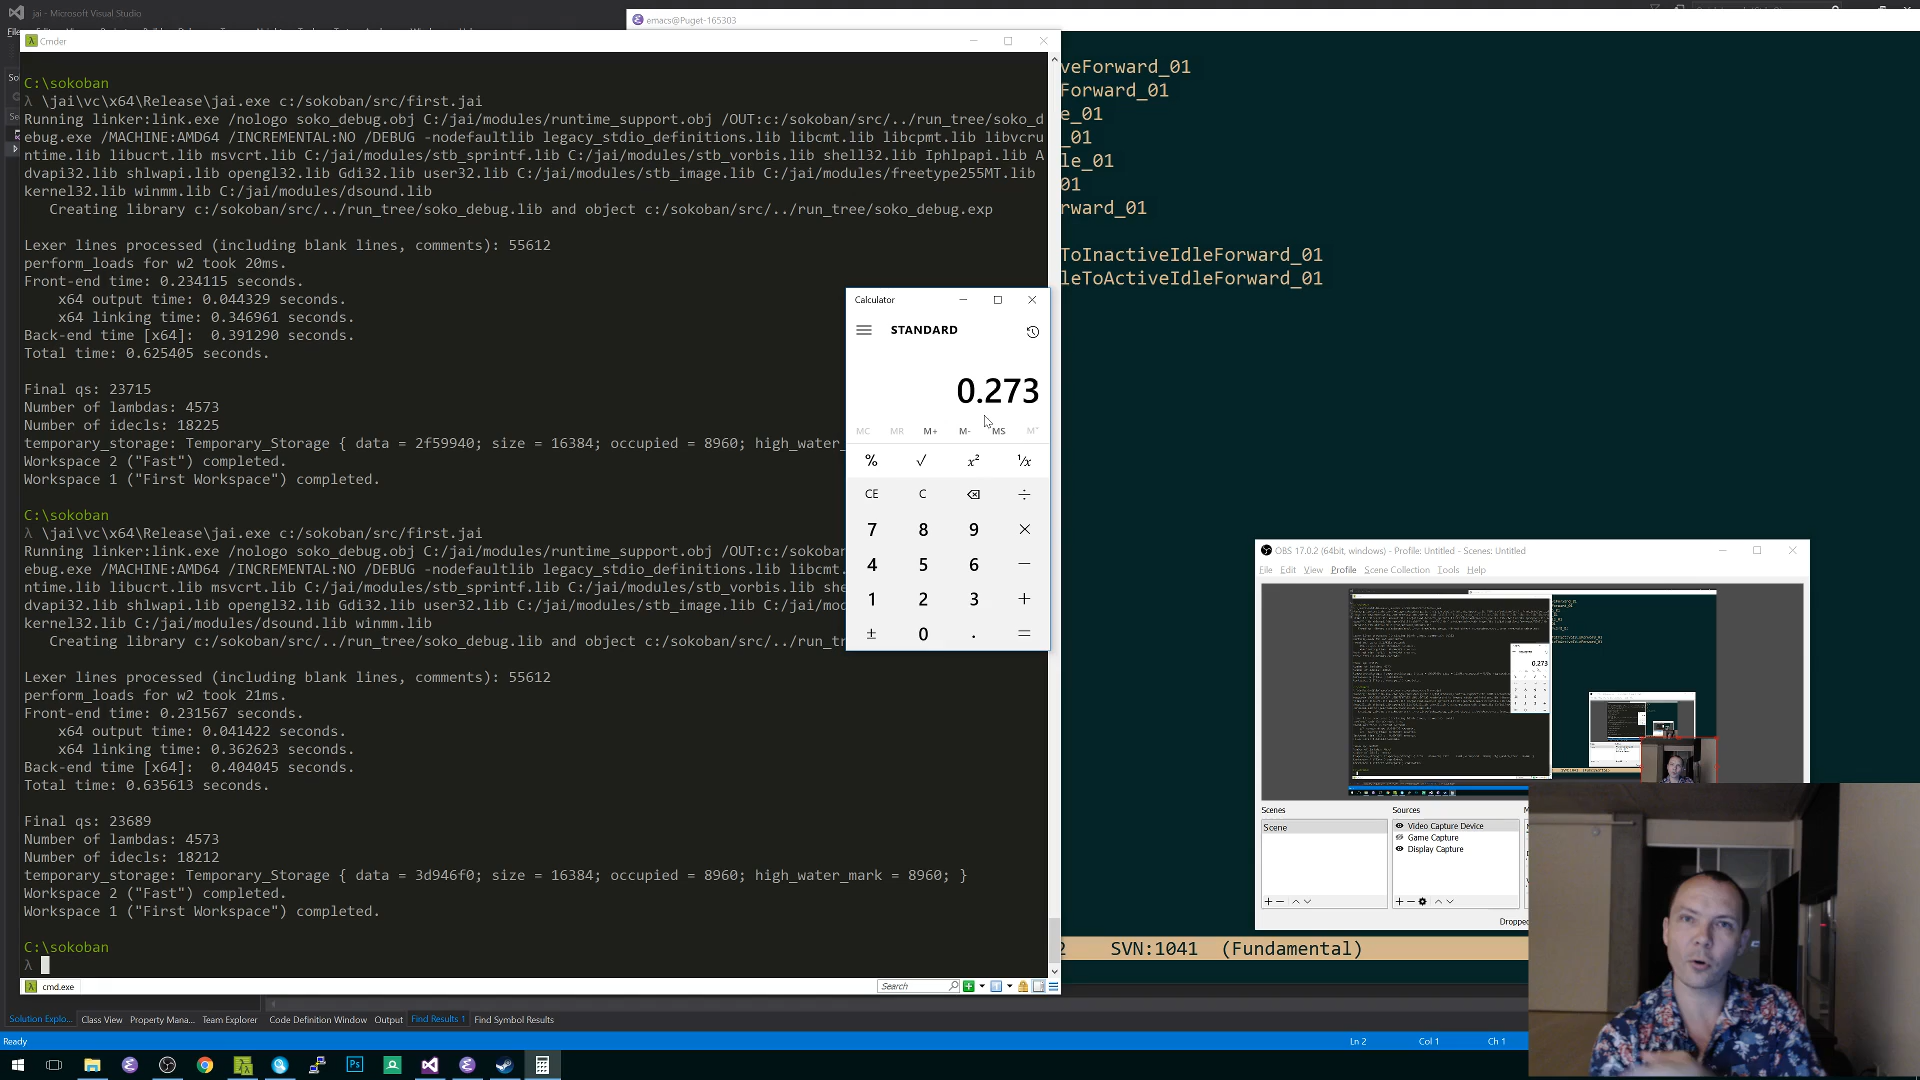 jai - Microsoft Visual Studio
emacs@Puget-165303
Cmder
C:\sokoban
λ \jai\vc\x64\Release\jai.exe c:/sokoban/src/first.jai
Running linker:link.exe /nologo soko_debug.obj C:/jai/modules/runtime_support.obj /OUT:c:/sokoban/src/../run_tree/soko_d
ebug.exe /MACHINE:AMD64 /INCREMENTAL:NO /DEBUG -nodefaultlib legacy_stdio_definitions.lib libcmt.lib libcpmt.lib libvcru
ntime.lib libucrt.lib msvcrt.lib C:/jai/modules/stb_sprintf.lib C:/jai/modules/stb_vorbis.lib shell32.lib Iphlpapi.lib A
dvapi32.lib shlwapi.lib opengl32.lib Gdi32.lib user32.lib C:/jai/modules/stb_image.lib C:/jai/modules/freetype255MT.lib
kernel32.lib winmm.lib C:/jai/modules/dsound.lib
Creating library c:/sokoban/src/../run_tree/soko_debug.lib and object c:/sokoban/src/../run_tree/soko_debug.exp
Lexer lines processed (including blank lines, comments): 55612
perform_loads for w2 took 20ms.
Front-end time: 0.234115 seconds.
x64 output time: 0.044329 seconds.
x64 linking time: 0.346961 seconds.
Back-end time [x64]:  0.391290 seconds.
Total time: 0.625405 seconds.
Final qs: 23715
Number of lambdas: 4573
Number of idecls: 18225
temporary_storage: Temporary_Storage { data = 2f59940; size = 16384; occupied = 8960; high_water_
Workspace 2 ("Fast") completed.
Workspace 1 ("First Workspace") completed.
C:\sokoban
λ \jai\vc\x64\Release\jai.exe c:/sokoban/src/first.jai
Running linker:link.exe /nologo soko_debug.obj C:/jai/modules/runtime_support.obj /OUT:c:/sokoban
ebug.exe /MACHINE:AMD64 /INCREMENTAL:NO /DEBUG -nodefaultlib legacy_stdio_definitions.lib libcmt.
ntime.lib libucrt.lib msvcrt.lib C:/jai/modules/stb_sprintf.lib C:/jai/modules/stb_vorbis.lib she
dvapi32.lib shlwapi.lib opengl32.lib Gdi32.lib user32.lib C:/jai/modules/stb_image.lib C:/jai/mod
kernel32.lib C:/jai/modules/dsound.lib winmm.lib
Creating library c:/sokoban/src/../run_tree/soko_debug.lib and object c:/sokoban/src/../run_tr
Lexer lines processed (including blank lines, comments): 55612
perform_loads for w2 took 21ms.
Front-end time: 0.231567 seconds.
x64 output time: 0.041422 seconds.
x64 linking time: 0.362623 seconds.
Back-end time [x64]:  0.404045 seconds.
Total time: 0.635613 seconds.
Final qs: 23689
Number of lambdas: 4573
Number of idecls: 18212
temporary_storage: Temporary_Storage { data = 3d946f0; size = 16384; occupied = 8960; high_water_mark = 8960; }
Workspace 2 ("Fast") completed.
Workspace 1 ("First Workspace") completed.
C:\sokoban
λ
cmd.exe
Search
Calculator
STANDARD
0.273
MC MR M+ M- MS M˅
% √ x² ¹/x
CE C ⌫ ÷
7 8 9 ×
4 5 6 −
1 2 3 +
± 0 . =
veForward_01
Forward_01
e_01
_01
le_01
01
rward_01
ToInactiveIdleForward_01
leToActiveIdleForward_01
OBS 17.0.2 (64bit, windows) - Profile: Untitled - Scenes: Untitled
File Edit View Profile Scene Collection Tools Help
0.273
Scenes
Scene
Sources
Video Capture Device
Game Capture
Display Capture
Dropped
2 SVN:1041 (Fundamental)
Solution Explo... Class View Property Mana... Team Explorer Code Definition Window Output Find Results 1 Find Symbol Results
Ready
Ln 2 Col 1 Ch 1
Ps